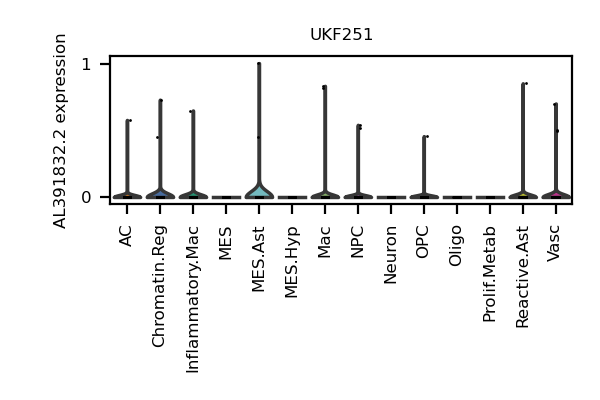 UKF251
AL391832.2 expression
1
0
AC
Chromatin.Reg
Inflammatory.Mac
MES
MES.Ast
MES.Hyp
Mac
NPC
Neuron
OPC
Oligo
Prolif.Metab
Reactive.Ast
Vasc